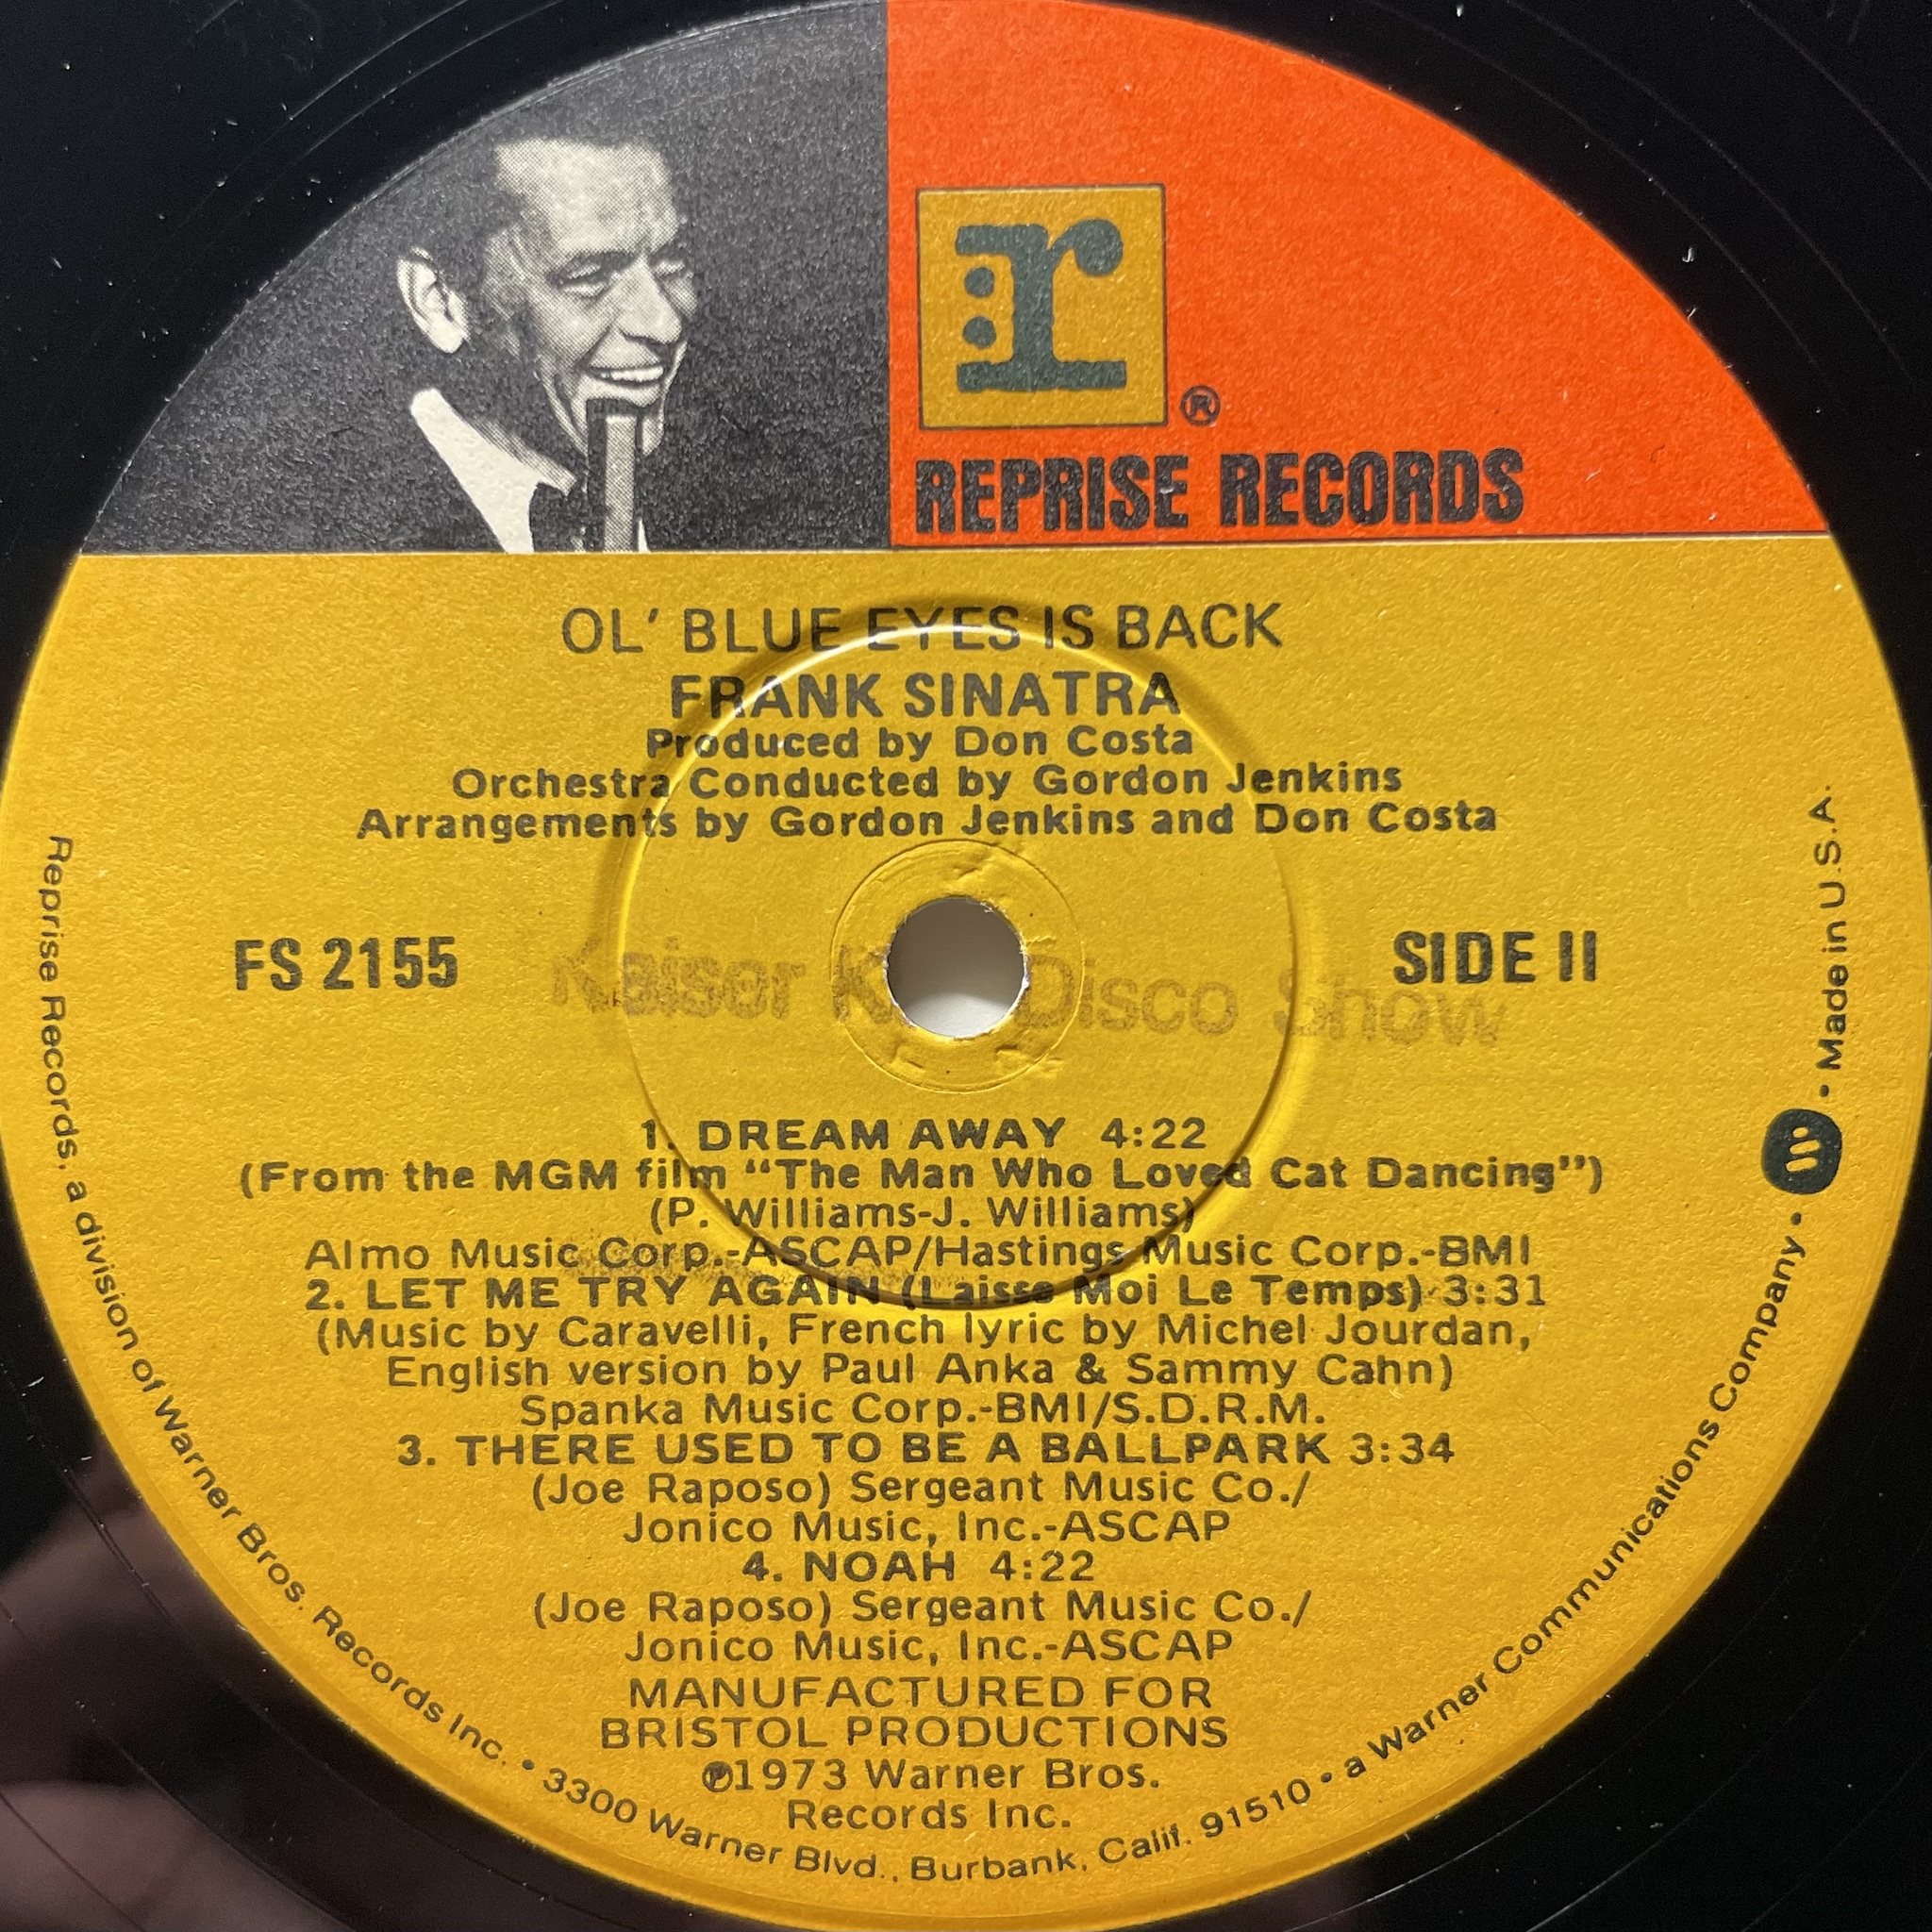 r
®
REPRISE RECORDS
OL' BLUE EYES IS BACK
FRANK SINATRA
Produced by Don Costa
Orchestra Conducted by Gordon Jenkins
Arrangements by Gordon Jenkins and Don Costa
FS 2155
SIDE II
Kaiser Disco Show
1. DREAM AWAY 4:22
(From the MGM film “The Man Who Loved Cat Dancing”)
(P. Williams-J. Williams)
Almo Music Corp.-ASCAP/Hastings Music Corp.-BMI
2. LET ME TRY AGAIN (Laisse Moi Le Temps) 3:31
(Music by Caravelli, French lyric by Michel Jourdan,
English version by Paul Anka & Sammy Cahn)
Spanka Music Corp.-BMI/S.D.R.M.
3. THERE USED TO BE A BALLPARK 3:34
(Joe Raposo) Sergeant Music Co./
Jonico Music, Inc.-ASCAP
4. NOAH 4:22
(Joe Raposo) Sergeant Music Co./
Jonico Music, Inc.-ASCAP
MANUFACTURED FOR
BRISTOL PRODUCTIONS
℗1973 Warner Bros.
Records Inc.
Reprise Records, a division of Warner Bros. Records Inc. • 3300 Warner Blvd., Burbank, Calif. 91510 • a Warner Communications Company • W • Made in U.S.A.